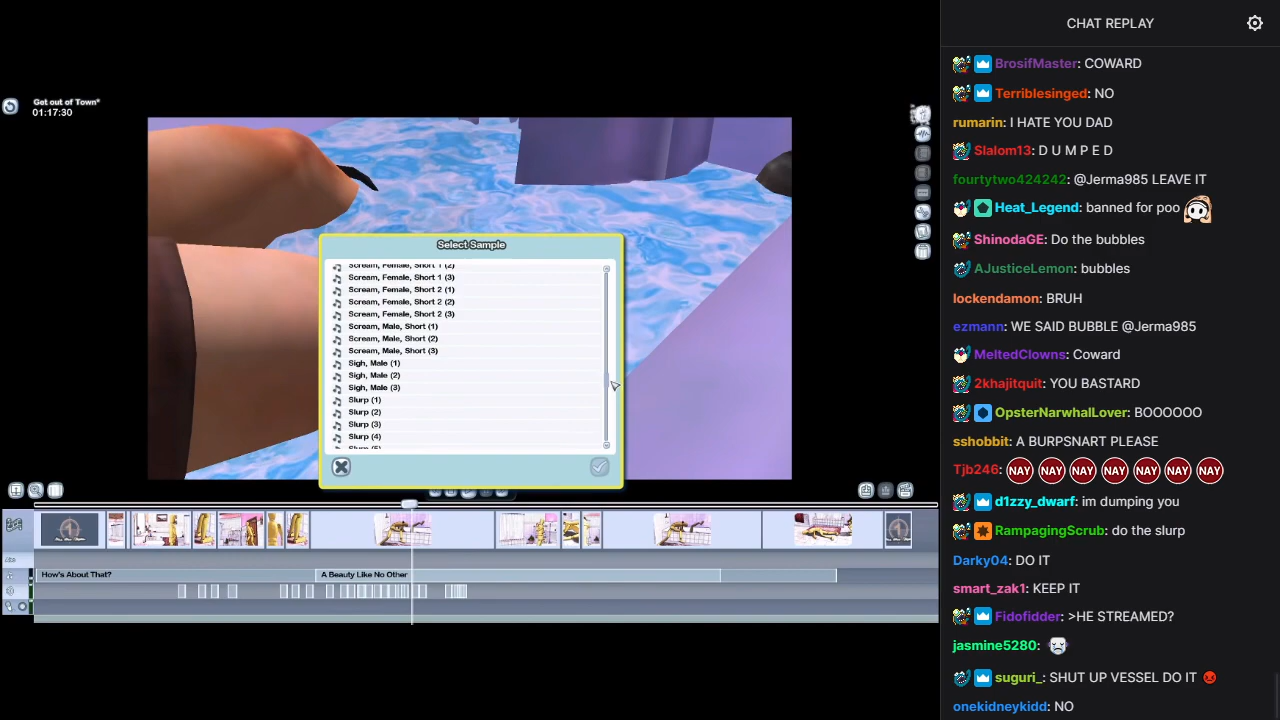 Get out of Town*
01:17:30
Select Sample
Scream, Female, Short 1 (2)
Scream, Female, Short 1 (3)
Scream, Female, Short 2 (1)
Scream, Female, Short 2 (2)
Scream, Female, Short 2 (3)
Scream, Male, Short (1)
Scream, Male, Short (2)
Scream, Male, Short (3)
Sigh, Male (1)
Sigh, Male (2)
Sigh, Male (3)
Slurp (1)
Slurp (2)
Slurp (3)
Slurp (4)
Slurp (5)
How's About That?
A Beauty Like No Other
CHAT REPLAY
BrosifMaster: COWARD
Terriblesinged: NO
rumarin: I HATE YOU DAD
Slalom13: D U M P E D
fourtytwo424242: @Jerma985 LEAVE IT
Heat_Legend: banned for poo
ShinodaGE: Do the bubbles
AJusticeLemon: bubbles
lockendamon: BRUH
ezmann: WE SAID BUBBLE @Jerma985
MeltedClowns: Coward
2khajitquit: YOU BASTARD
OpsterNarwhalLover: BOOOOOO
sshobbit: A BURPSNART PLEASE
Tjb246: NAY NAY NAY NAY NAY NAY NAY
d1zzy_dwarf: im dumping you
RampagingScrub: do the slurp
Darky04: DO IT
smart_zak1: KEEP IT
Fidofidder: >HE STREAMED?
jasmine5280:
suguri_: SHUT UP VESSEL DO IT
onekidneykidd: NO